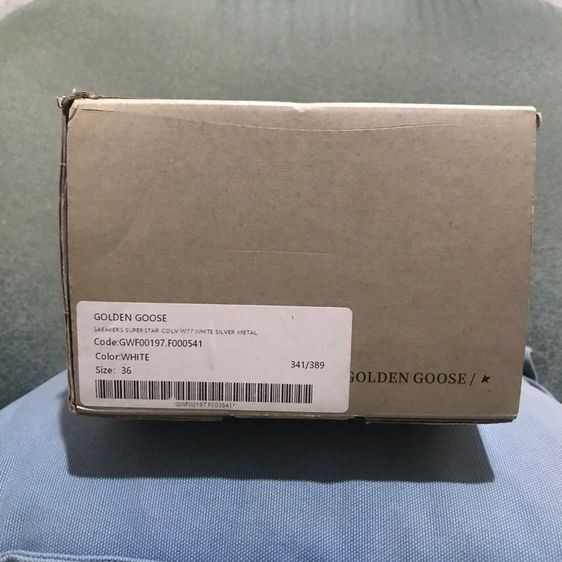 GOLDEN GOOSE
SNEAKERS SUPERSTAR COLV W77 WHITE SILVER METAL
Code:GWF00197.F000541
Color:WHITE
Size: 36
341/389
*GWF00197.F000541*
GOLDEN GOOSE /